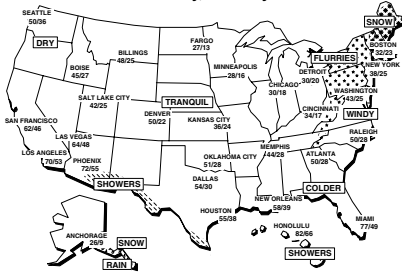 SEATTLE
50/36
SNOW
DRY
FARGO
27/13
BOSTON
32/23
BILLINGS
48/25
FLURRIES
MINNEAPOLIS
28/16
NEW YORK
38/25
BOISE
45/27
DETROIT
30/20
CHICAGO
30/18
WASHINGTON
43/25
SALT LAKE CITY
42/25
TRANQUIL
DENVER
50/22
CINCINNATI
34/17
WINDY
SAN FRANCISCO
62/46
KANSAS CITY
36/24
RALEIGH
50/28
LAS VEGAS
64/48
MEMPHIS
44/28
ATLANTA
50/28
LOS ANGELES
70/53
OKLAHOMA CITY
51/28
PHOENIX
72/55
DALLAS
54/30
SHOWERS
COLDER
NEW ORLEANS
58/39
HOUSTON
55/38
MIAMI
77/49
HONOLULU
82/66
ANCHORAGE
26/9
SNOW
SHOWERS
RAIN